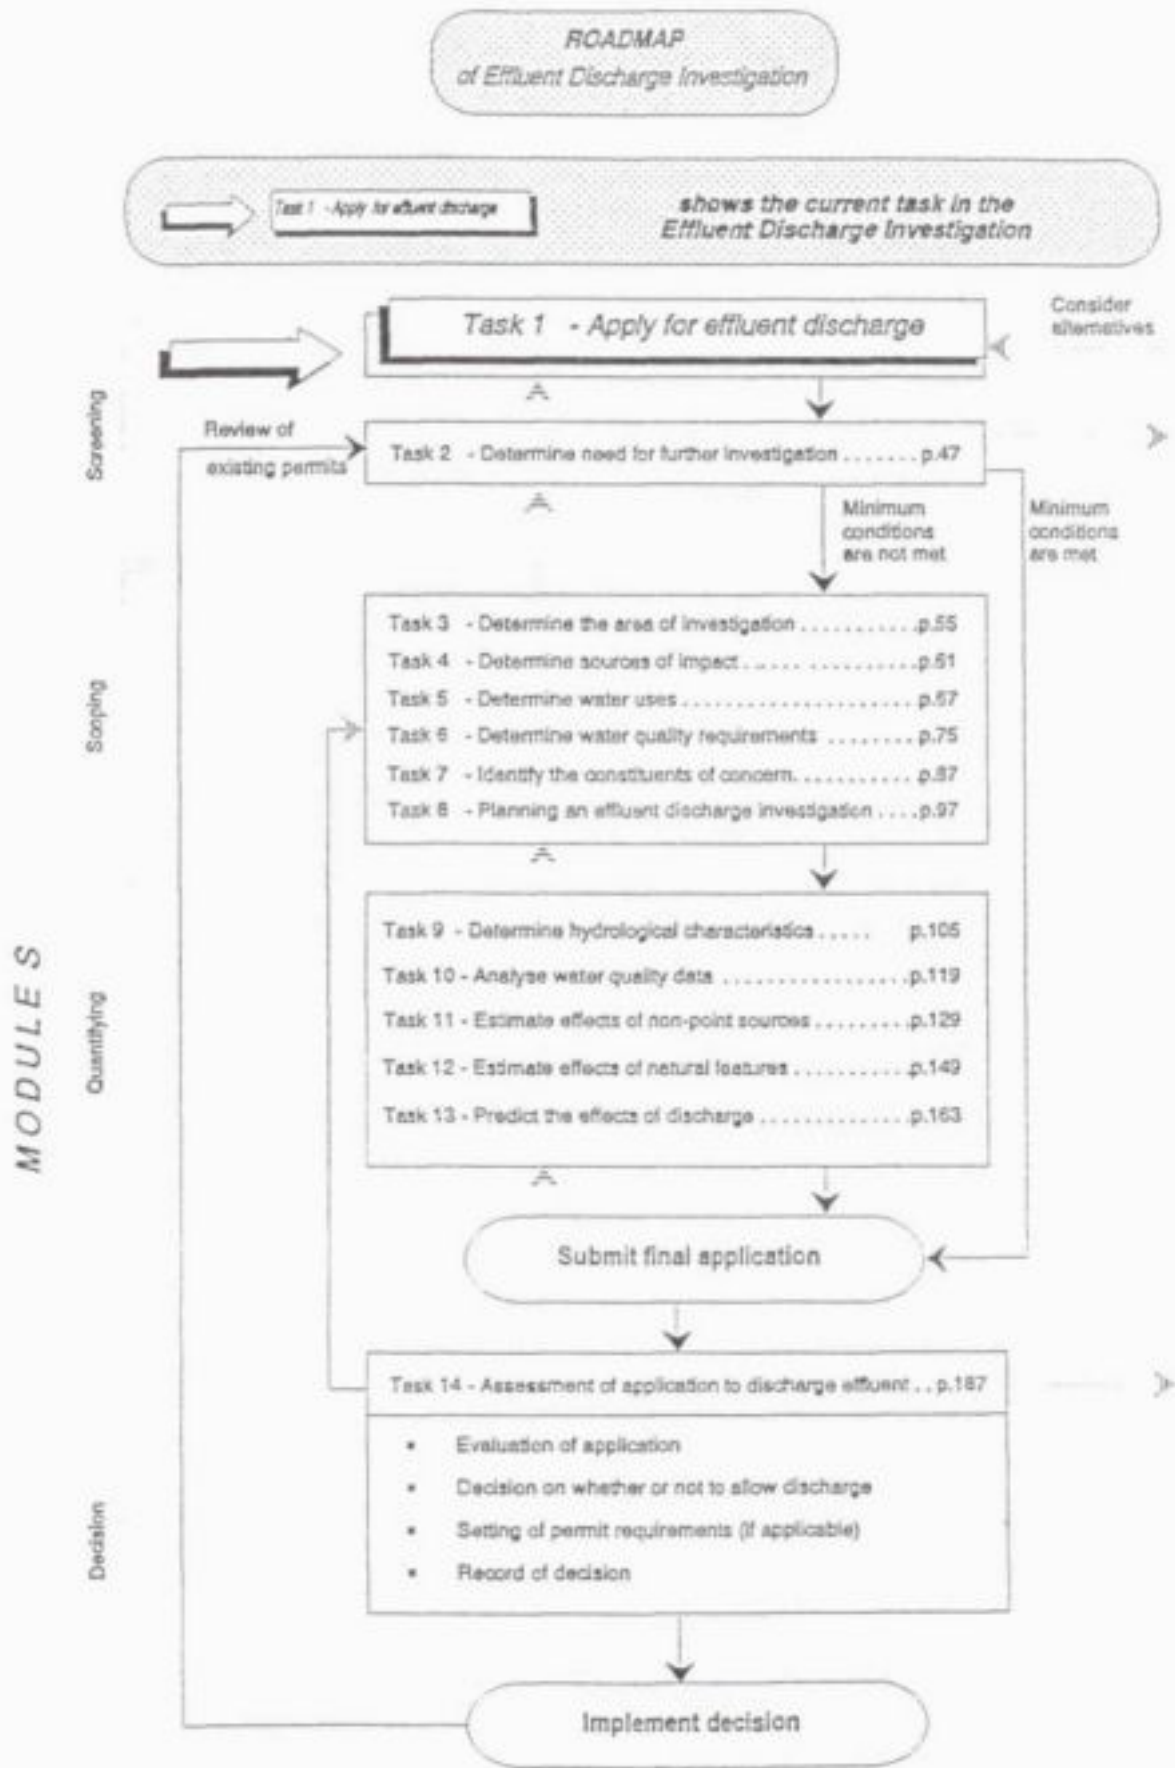 ROADMAP
of Effluent Discharge Investigation
Task 1 - Apply for effluent discharge
shows the current task in the
Effluent Discharge Investigation
Task 1 - Apply for effluent discharge
Consider
alternatives
Screening
Review of
existing permits
Task 2 - Determine need for further investigation ....... p.47
Minimum
conditions
are not met
Minimum
conditions
are met
Scoping
Task 3 - Determine the area of investigation ........... p.55
Task 4 - Determine sources of impact .... .......... p.61
Task 5 - Determine water uses ..................... p.67
Task 6 - Determine water quality requirements ........ p.75
Task 7 - Identify the constituents of concern........... p.87
Task 8 - Planning an effluent discharge investigation .... p.97
MODULES
Quantifying
Task 9 - Determine hydrological characteristics ..... p.105
Task 10 - Analyse water quality data ................. p.119
Task 11 - Estimate effects of non-point sources ......... p.129
Task 12 - Estimate effects of natural features ........... p.149
Task 13 - Predict the effects of discharge .............. p.163
Submit final application
Decision
Task 14 - Assessment of application to discharge effluent .. p.187
▪ Evaluation of application
▪ Decision on whether or not to allow discharge
▪ Setting of permit requirements (if applicable)
▪ Record of decision
Implement decision